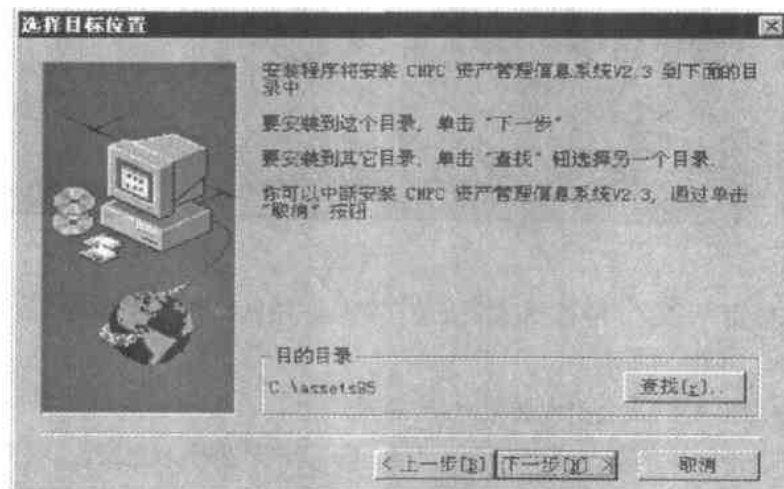 选择目标位置
安装程序将安装 CNPC 资产管理信息系统V2.3 到下面的目
录中
要安装到这个目录, 单击 "下一步"
要安装到其它目录, 单击 "查找" 钮选择另一个目录.
你可以中断安装 CNPC 资产管理信息系统V2.3, 通过单击
"取消" 按钮
目的目录
C:\assets95
查找[r]..
< 上一步[B]
下一步[N] >
取消